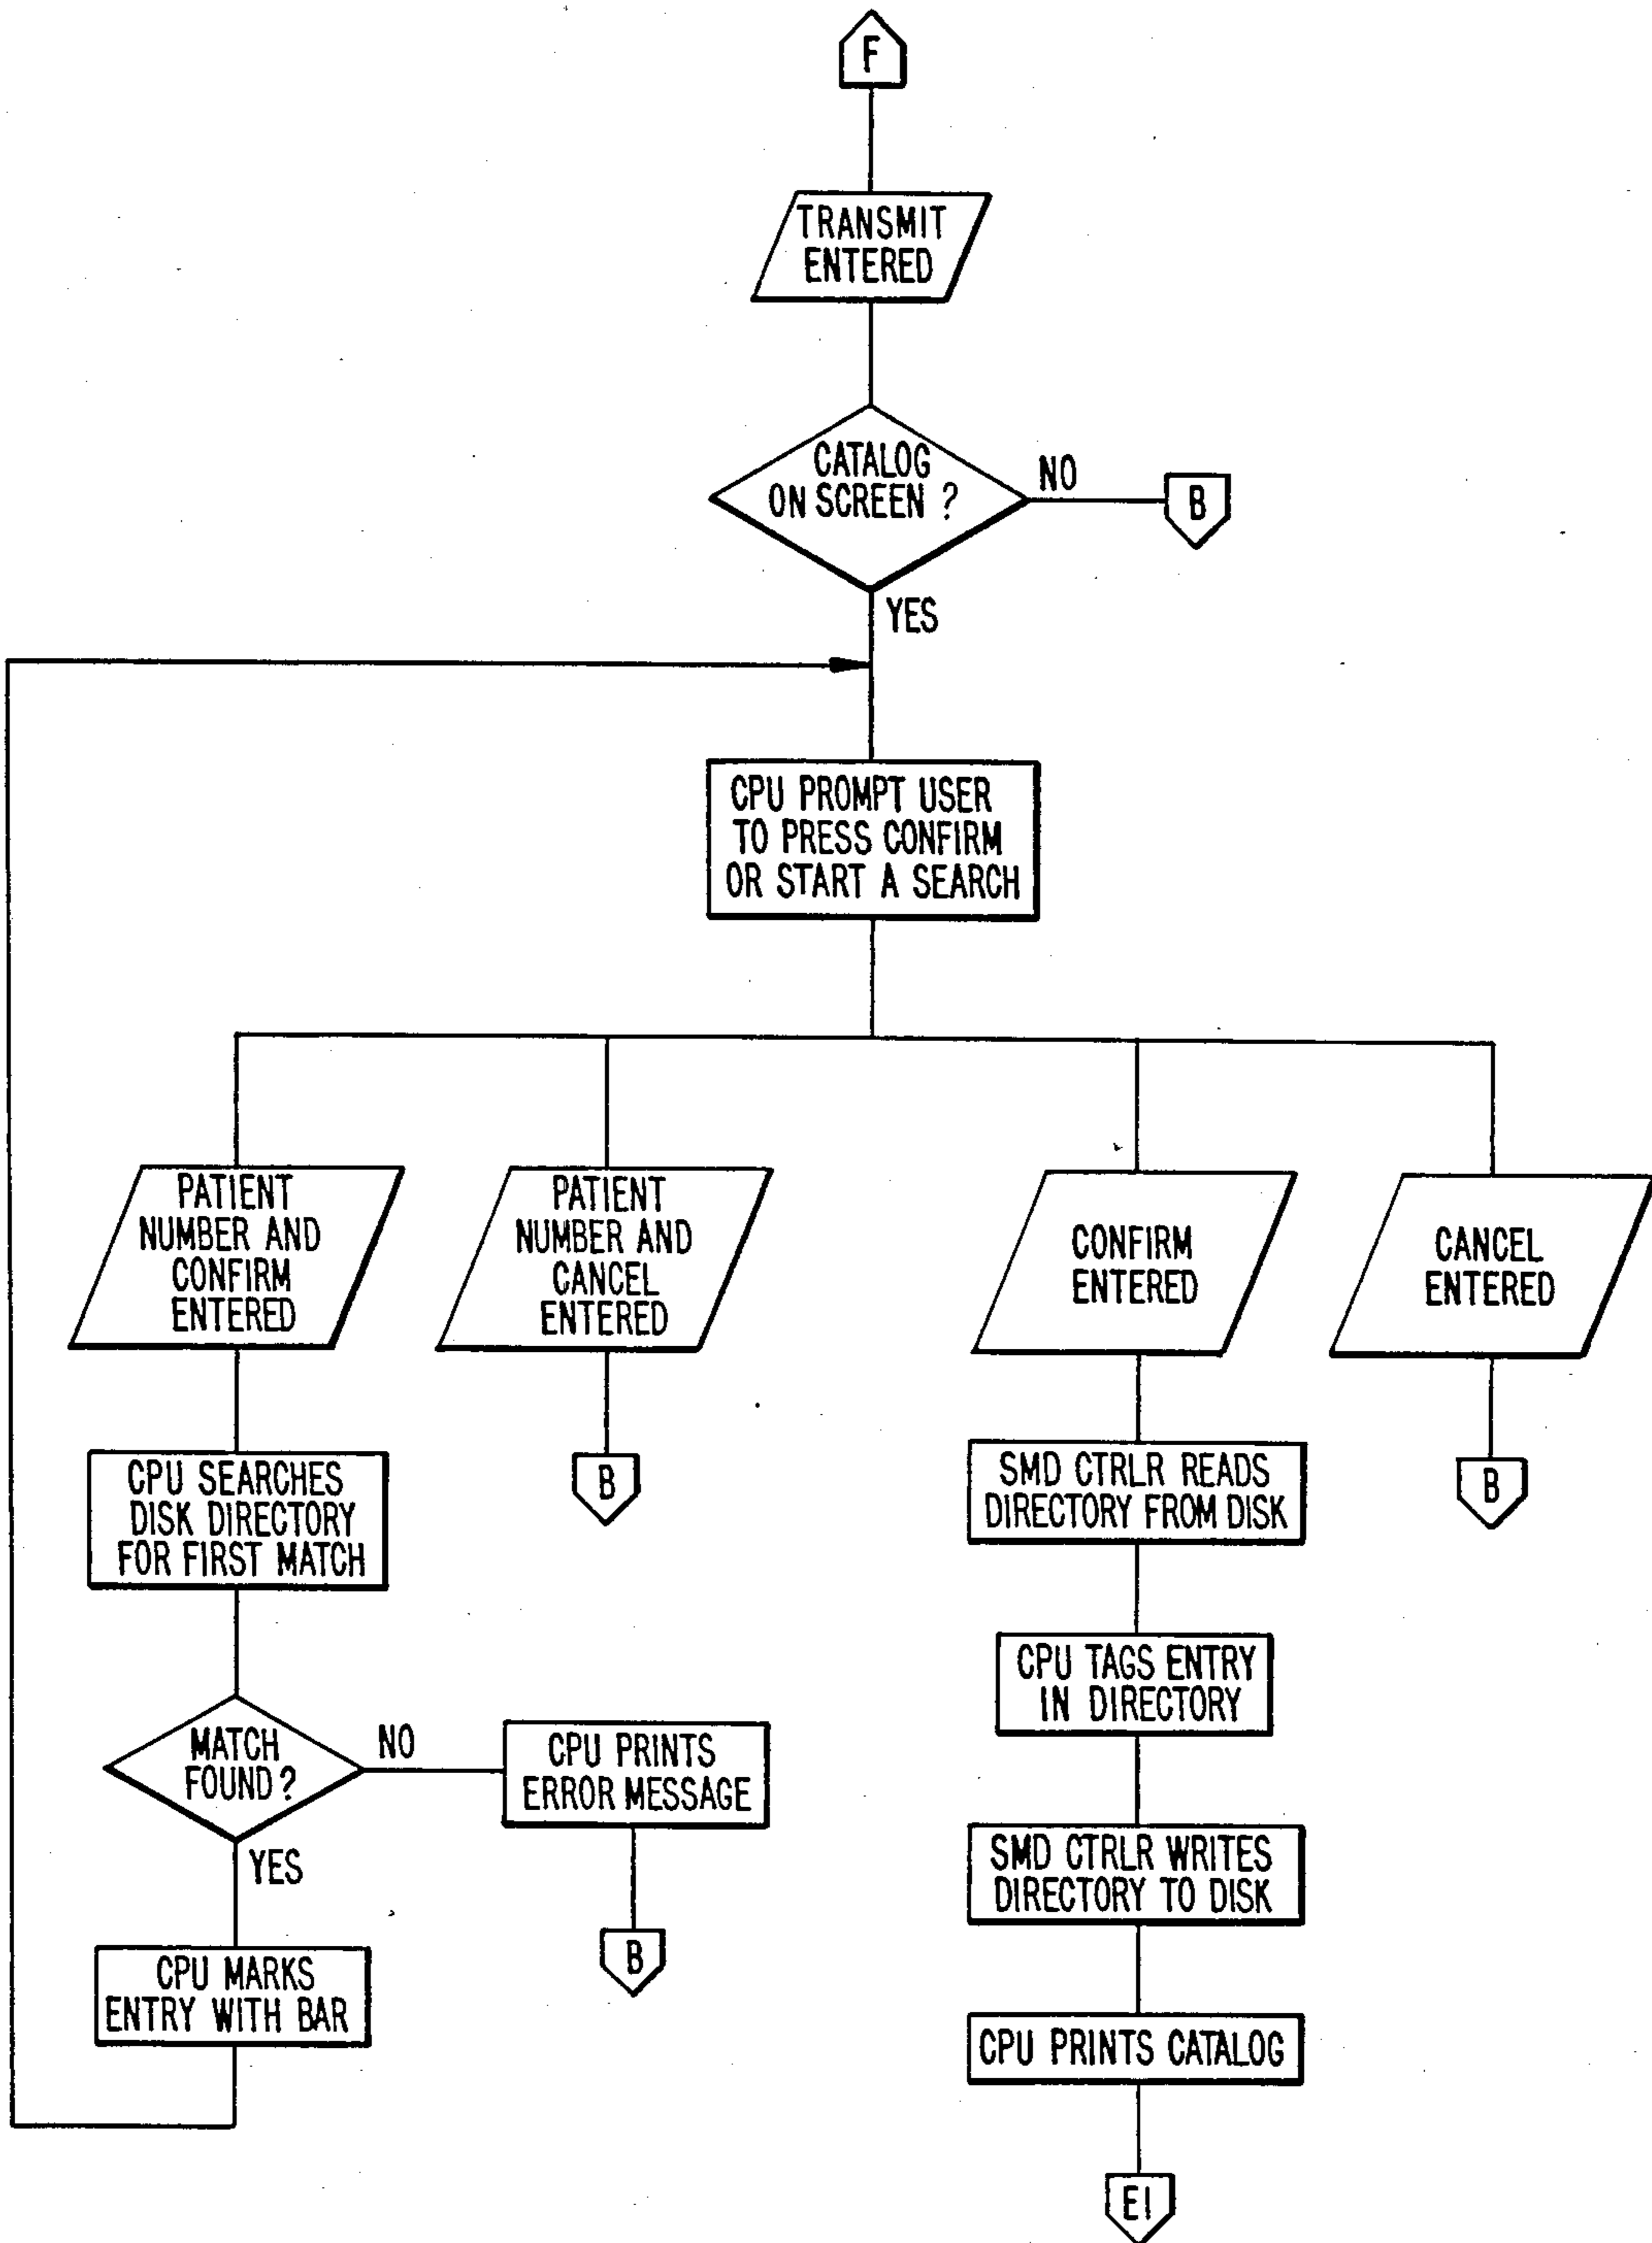 F
TRANSMIT
ENTERED
CATALOG
ON SCREEN ?
NO
B
YES
CPU PROMPT USER
TO PRESS CONFIRM
OR START A SEARCH
PATIENT
NUMBER AND
CONFIRM
ENTERED
PATIENT
NUMBER AND
CANCEL
ENTERED
CONFIRM
ENTERED
CANCEL
ENTERED
CPU SEARCHES
DISK DIRECTORY
FOR FIRST MATCH
B
SMD CTRLR READS
DIRECTORY FROM DISK
B
CPU TAGS ENTRY
IN DIRECTORY
MATCH
FOUND ?
NO
CPU PRINTS
ERROR MESSAGE
YES
SMD CTRLR WRITES
DIRECTORY TO DISK
B
CPU MARKS
ENTRY WITH BAR
CPU PRINTS CATALOG
E1